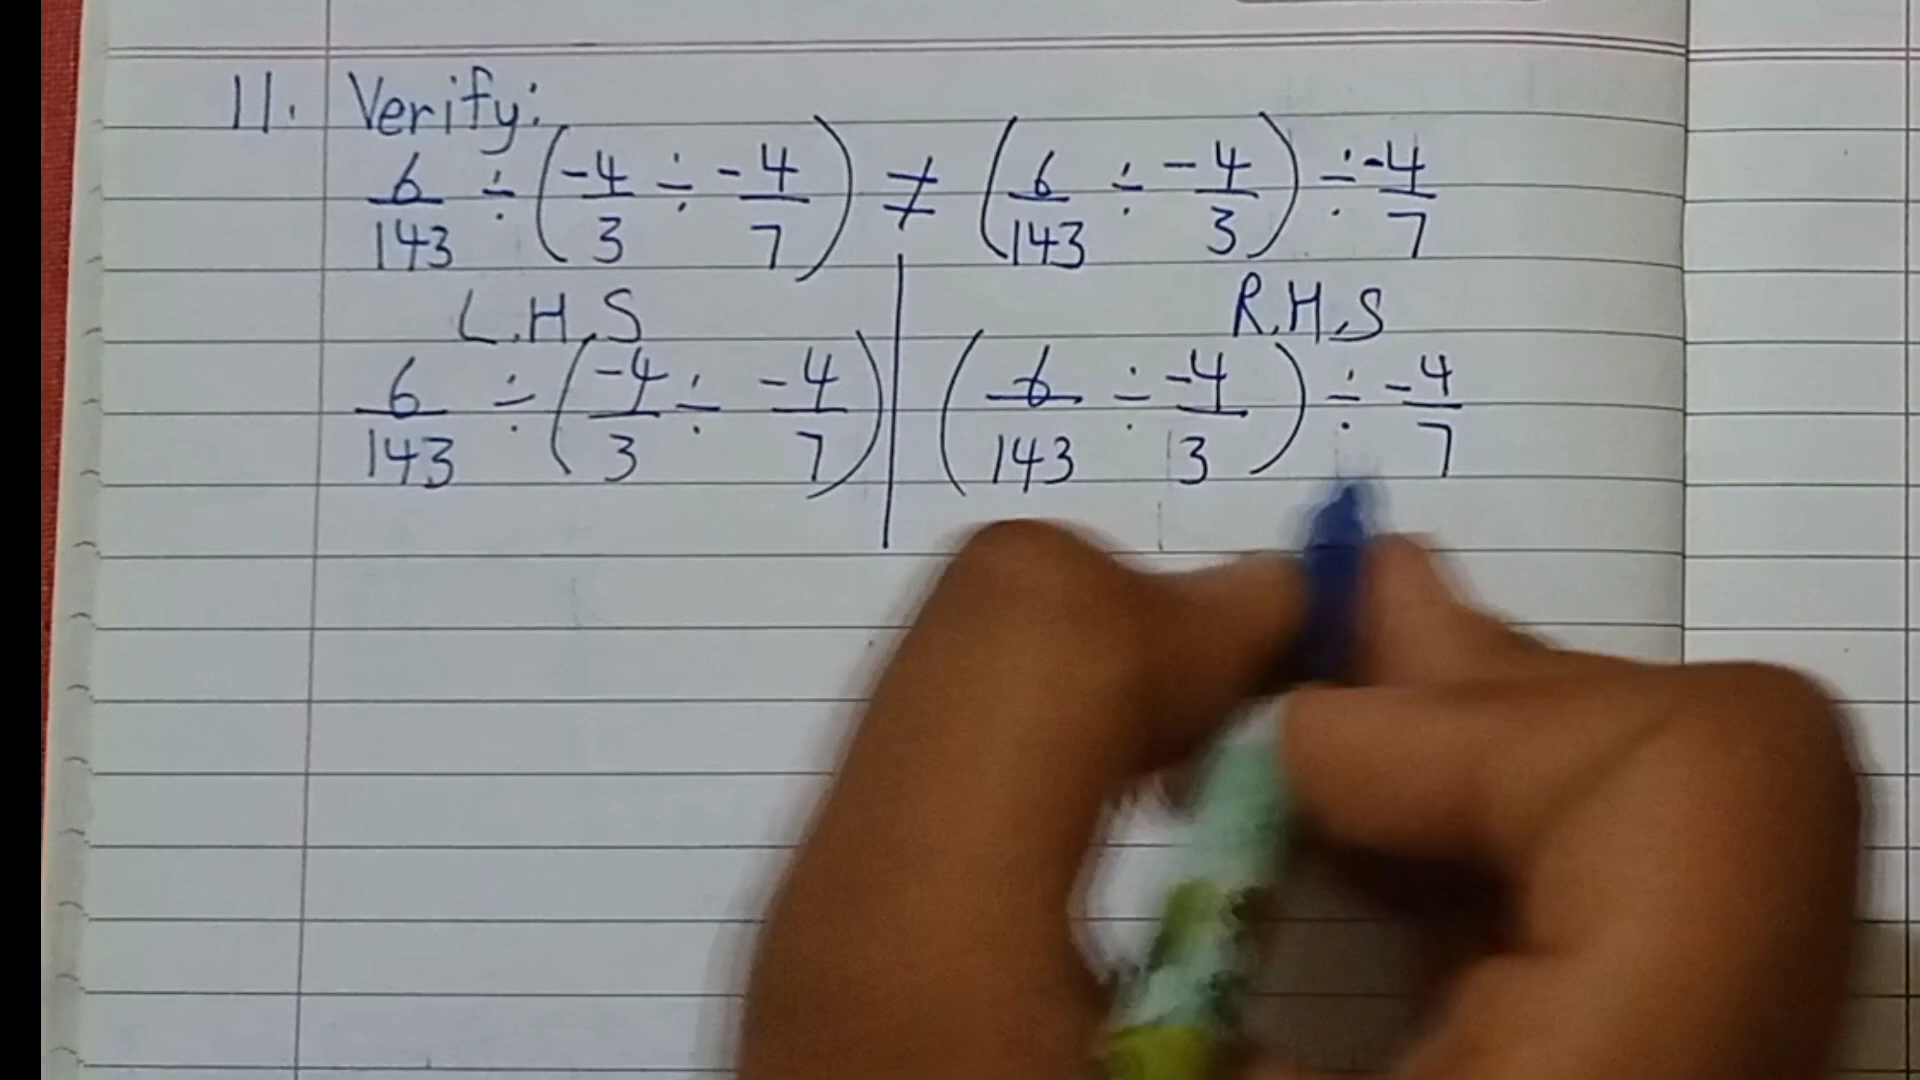 11. Verify:
6/143 ÷ (-4/3 ÷ -4/7) ≠ (6/143 ÷ -4/3) ÷ -4/7
L.H.S R.H.S
6/143 ÷ (-4/3 ÷ -4/7) | (6/143 ÷ -4/3) ÷ -4/7